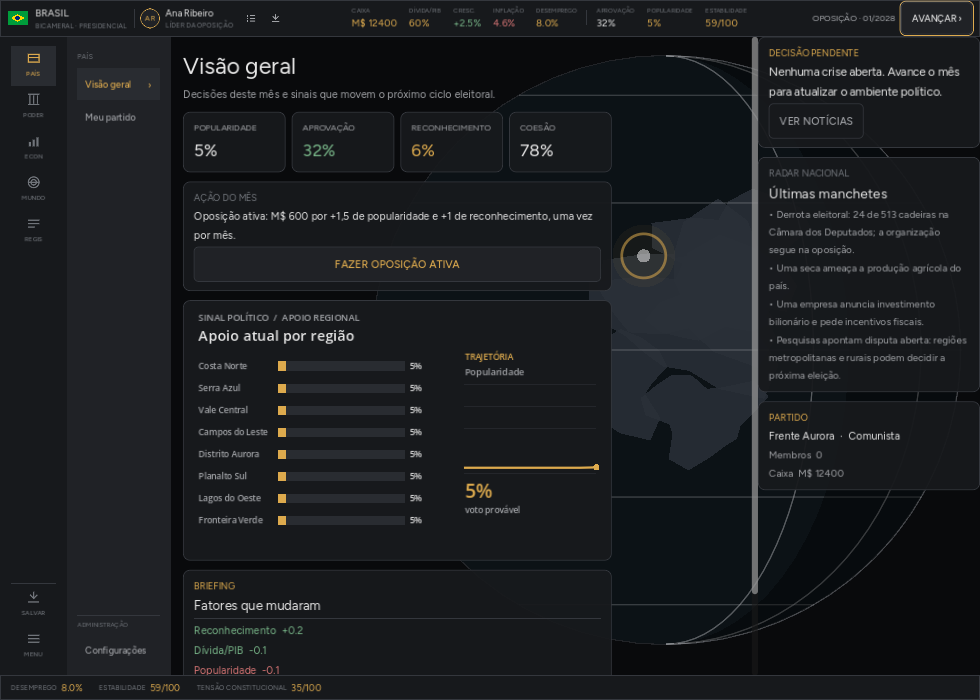 BRASIL
BICAMERAL · PRESIDENCIAL
AR
Ana Ribeiro
LÍDER DA OPOSIÇÃO
CAIXA
M$ 12400
DÍVIDA/PIB
60%
CRESC.
+2.5%
INFLAÇÃO
4.6%
DESEMPREGO
8.0%
APROVAÇÃO
32%
POPULARIDADE
5%
ESTABILIDADE
59/100
OPOSIÇÃO · 01/2028
AVANÇAR ›
PAÍS
PODER
ECON
MUNDO
REGIS
SALVAR
MENU
PAÍS
Visão geral ›
Meu partido
ADMINISTRAÇÃO
Configurações
Visão geral
Decisões deste mês e sinais que movem o próximo ciclo eleitoral.
POPULARIDADE
5%
APROVAÇÃO
32%
RECONHECIMENTO
6%
COESÃO
78%
AÇÃO DO MÊS
Oposição ativa: M$ 600 por +1,5 de popularidade e +1 de reconhecimento, uma vez
por mês.
FAZER OPOSIÇÃO ATIVA
SINAL POLÍTICO / APOIO REGIONAL
Apoio atual por região
Costa Norte 5%
Serra Azul 5%
Vale Central 5%
Campos do Leste 5%
Distrito Aurora 5%
Planalto Sul 5%
Lagos do Oeste 5%
Fronteira Verde 5%
TRAJETÓRIA
Popularidade
5%
voto provável
BRIEFING
Fatores que mudaram
Reconhecimento +0.2
Dívida/PIB -0.1
Popularidade -0.1
DECISÃO PENDENTE
Nenhuma crise aberta. Avance o mês
para atualizar o ambiente político.
VER NOTÍCIAS
RADAR NACIONAL
Últimas manchetes
• Derrota eleitoral: 24 de 513 cadeiras na
Câmara dos Deputados; a organização
segue na oposição.
• Uma seca ameaça a produção agrícola do
país.
• Uma empresa anuncia investimento
bilionário e pede incentivos fiscais.
• Pesquisas apontam disputa aberta: regiões
metropolitanas e rurais podem decidir a
próxima eleição.
PARTIDO
Frente Aurora · Comunista
Membros 0
Caixa M$ 12400
DESEMPREGO 8.0% ESTABILIDADE 59/100 TENSÃO CONSTITUCIONAL 35/100